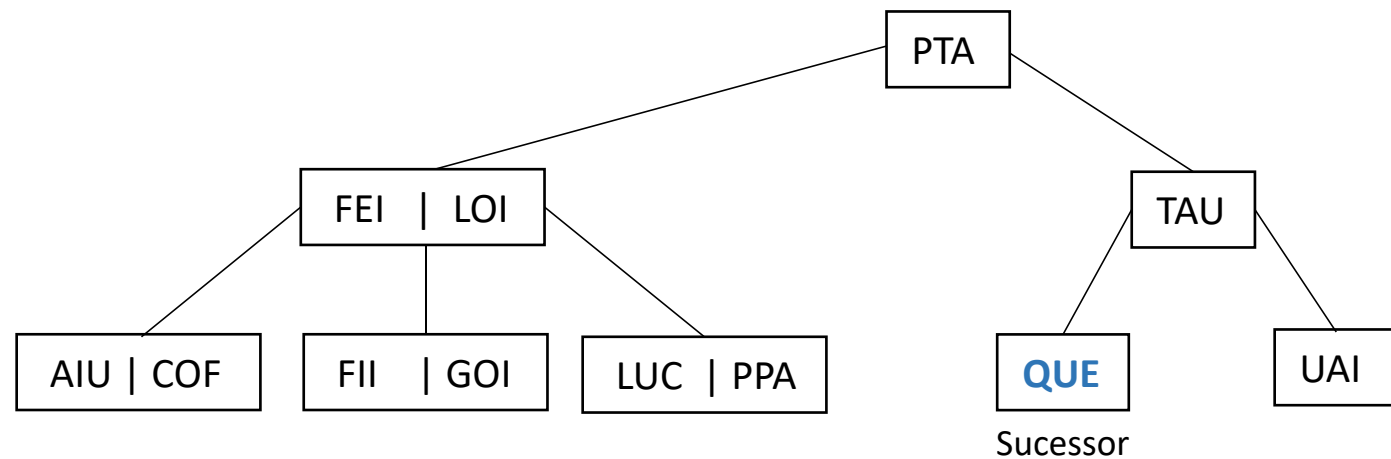 PTA
FEI | LOI
TAU
AIU | COF
FII | GOI
LUC | PPA
QUE
UAI
Sucessor